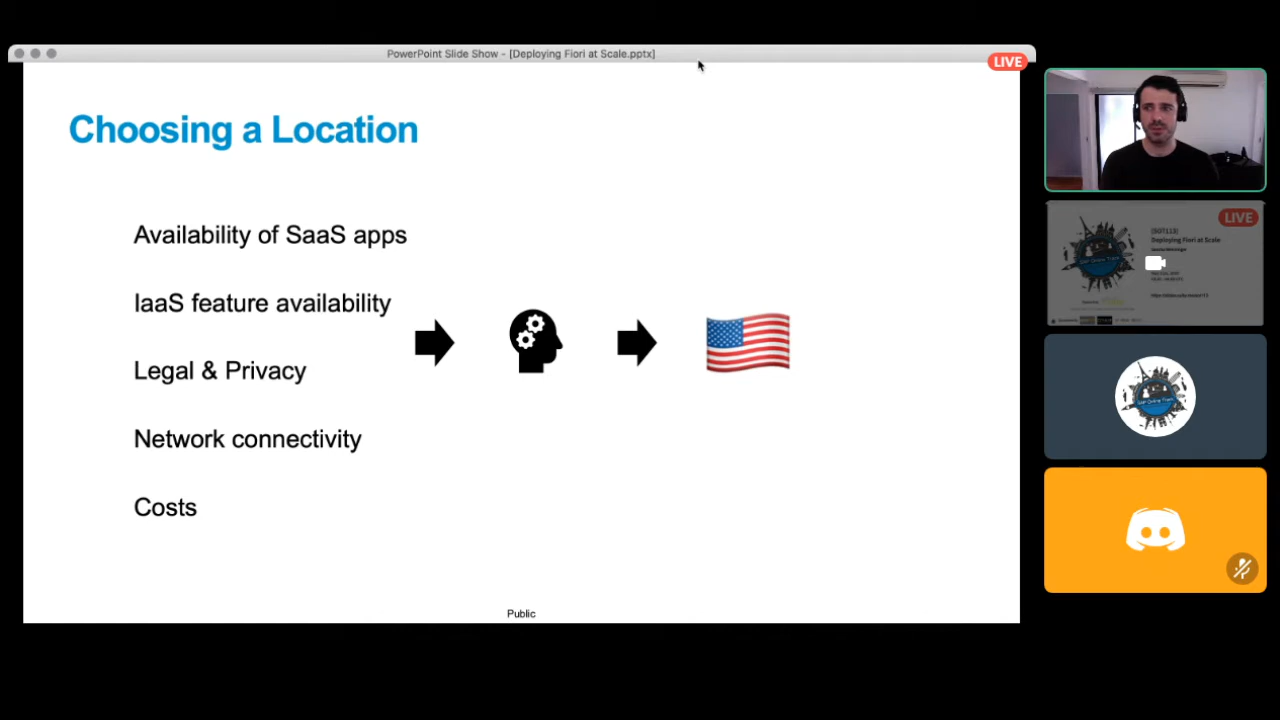 PowerPoint Slide Show - [Deploying Fiori at Scale.pptx]
LIVE
Choosing a Location
Availability of SaaS apps
IaaS feature availability
Legal & Privacy
Network connectivity
Costs
Public
LIVE
Deploying Fiori at Scale